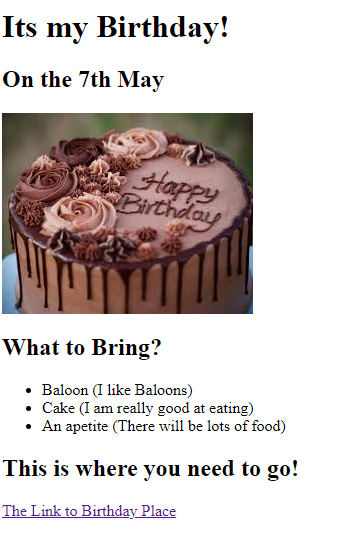 Its my Birthday!
On the 7th May
Happy
Birthday
What to Bring?
Baloon (I like Baloons)
Cake (I am really good at eating)
An apetite (There will be lots of food)
This is where you need to go!
The Link to Birthday Place